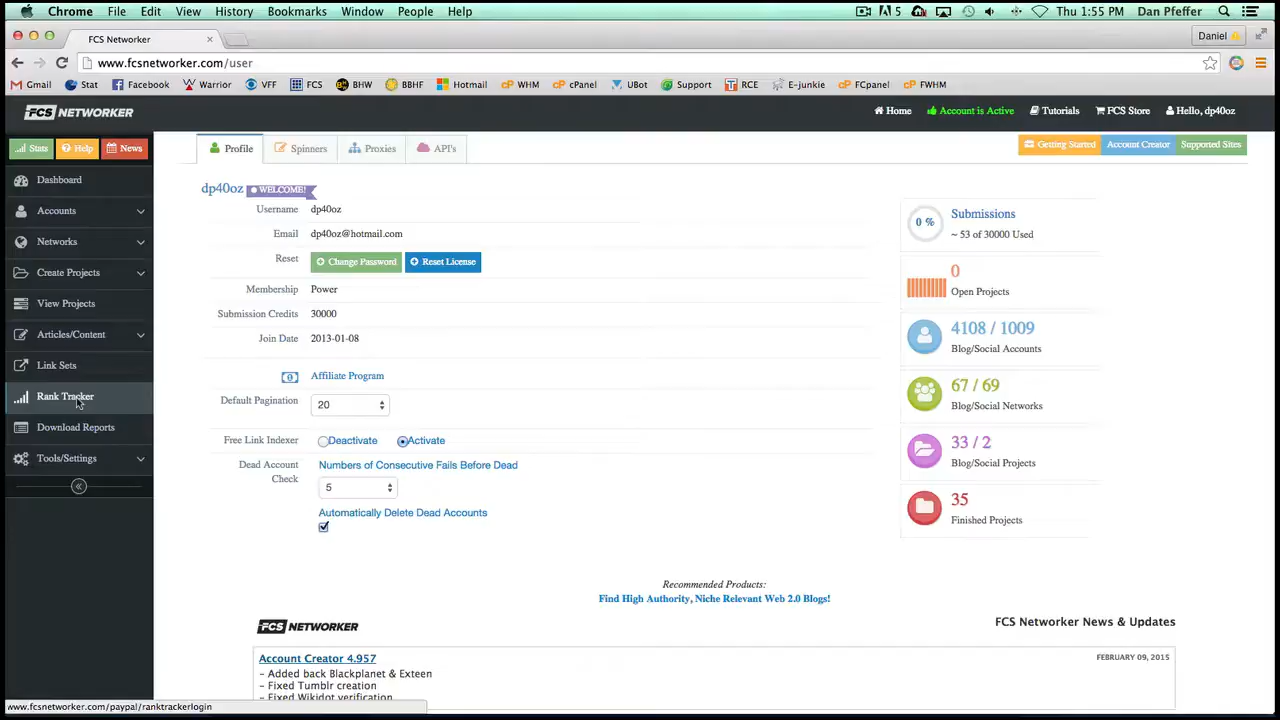 Chrome File Edit View History Bookmarks Window People Help 5 Thu 1:55 PM Dan Pfeffer
FCS Networker Daniel
www.fcsnetworker.com/user
Gmail Stat Facebook Warrior VFF FCS BHW BBHF Hotmail WHM cPanel UBot Support RCE E-junkie FCpanel FWHM
FCS NETWORKER Home Account is Active Tutorials FCS Store Hello, dp40oz
Stats Help News
Profile Spinners Proxies API's Getting Started Account Creator Supported Sites
Dashboard
Accounts
Networks
Create Projects
View Projects
Articles/Content
Link Sets
Rank Tracker
Download Reports
Tools/Settings
dp40oz WELCOME!
Username dp40oz
Email dp40oz@hotmail.com
Reset Change Password Reset License
Membership Power
Submission Credits 30000
Join Date 2013-01-08
Affiliate Program
Default Pagination 20
Free Link Indexer Deactivate Activate
Dead Account Check Numbers of Consecutive Fails Before Dead
5
Automatically Delete Dead Accounts
0 % Submissions
~ 53 of 30000 Used
0
Open Projects
4108 / 1009
Blog/Social Accounts
67 / 69
Blog/Social Networks
33 / 2
Blog/Social Projects
35
Finished Projects
Recommended Products:
Find High Authority, Niche Relevant Web 2.0 Blogs!
FCS NETWORKER FCS Networker News & Updates
Account Creator 4.957 FEBRUARY 09, 2015
- Added back Blackplanet & Exteen
- Fixed Tumblr creation
- Fixed Wikidot verification
www.fcsnetworker.com/paypal/ranktrackerlogin